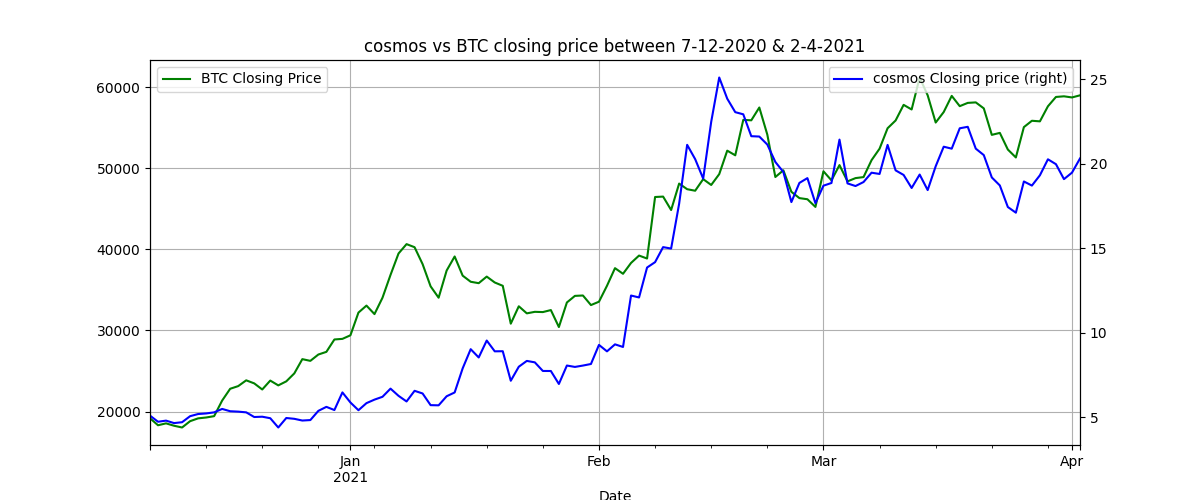 cosmos vs BTC closing price between 7-12-2020 & 2-4-2021
BTC Closing Price
cosmos Closing price (right)
60000
50000
40000
30000
20000
25
20
15
10
5
Jan
2021
Feb
Mar
Apr
Date